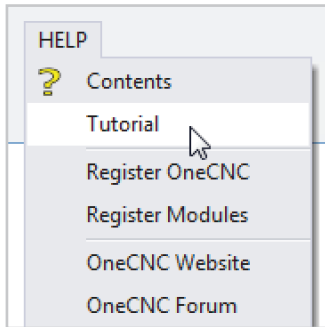 HELP
Contents
Tutorial
Register OneCNC
Register Modules
OneCNC Website
OneCNC Forum